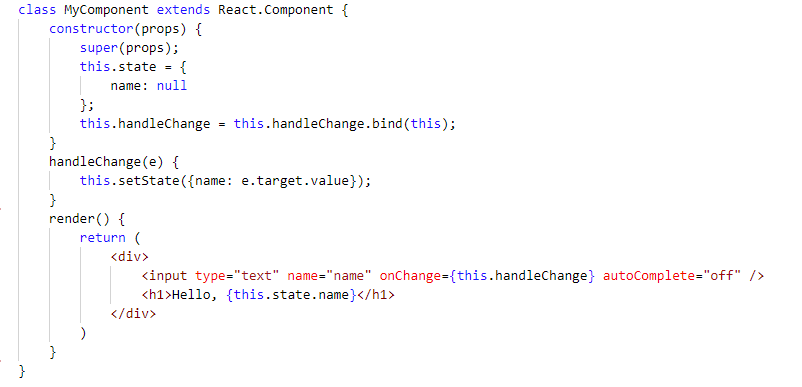 class MyComponent extends React.Component {
    constructor(props) {
        super(props);
        this.state = {
            name: null
        };
        this.handleChange = this.handleChange.bind(this);
    }
    handleChange(e) {
        this.setState({name: e.target.value});
    }
    render() {
        return (
            <div>
                <input type="text" name="name" onChange={this.handleChange} autoComplete="off" />
                <h1>Hello, {this.state.name}</h1>
            </div>
        )
    }
}